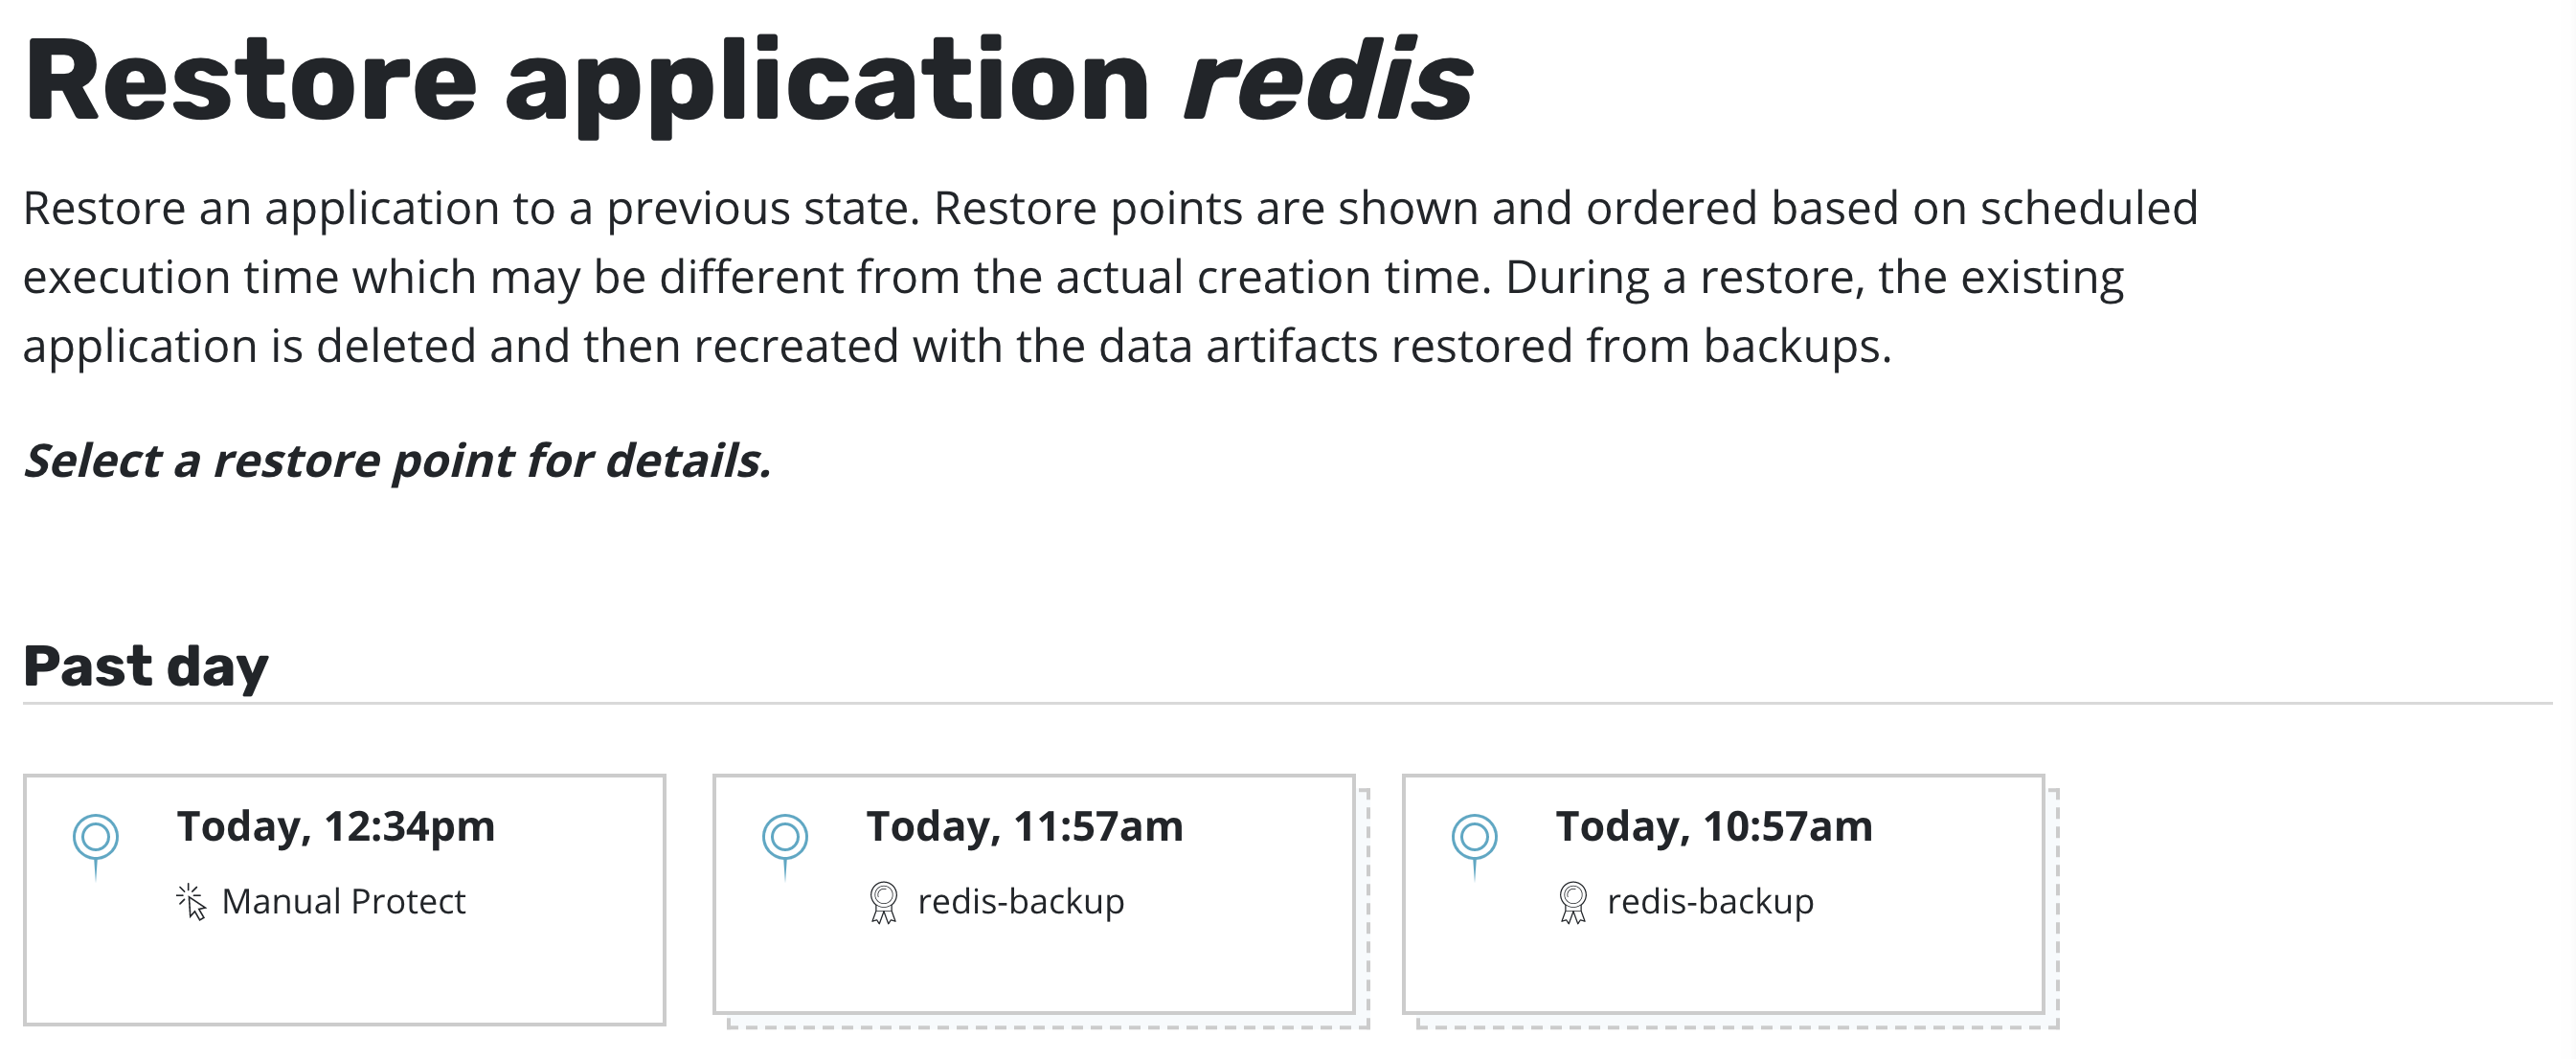 Restore application redis
Restore an application to a previous state. Restore points are shown and ordered based on scheduled
execution time which may be different from the actual creation time. During a restore, the existing
application is deleted and then recreated with the data artifacts restored from backups.
Select a restore point for details.
Past day
Today, 12:34pm
Manual Protect
Today, 11:57am
redis-backup
Today, 10:57am
redis-backup